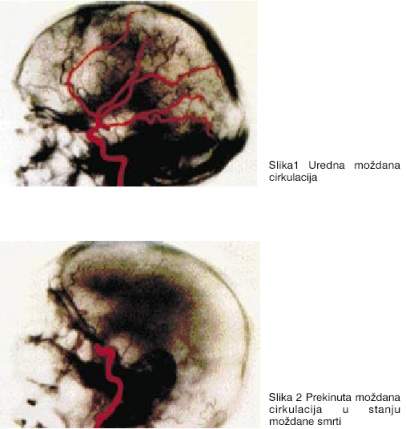 Slika1 Uredna moždana
cirkulacija
Slika 2 Prekinuta moždana
cirkulacija u stanju
moždane smrti